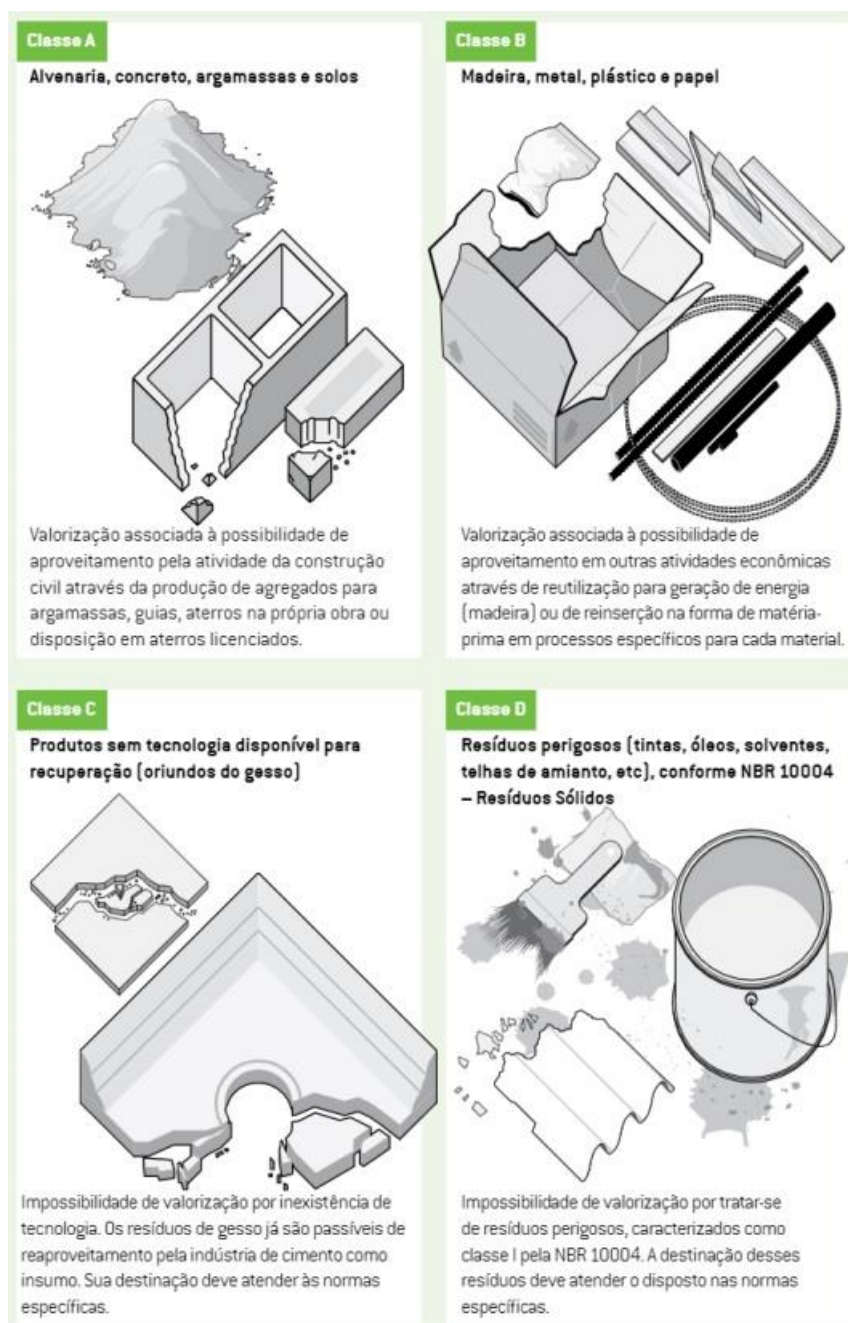 Classe A
Alvenaria, concreto, argamassas e solos
Valorização associada à possibilidade de
aproveitamento pela atividade da construção
civil através da produção de agregados para
argamassas, guias, aterros na própria obra ou
disposição em aterros licenciados.
Classe B
Madeira, metal, plástico e papel
Valorização associada à possibilidade de
aproveitamento em outras atividades econômicas
através de reutilização para geração de energia
(madeira) ou de reinserção na forma de matéria-
prima em processos específicos para cada material.
Classe C
Produtos sem tecnologia disponível para
recuperação (oriundos do gesso)
Impossibilidade de valorização por inexistência de
tecnologia. Os resíduos de gesso já são passíveis de
reaproveitamento pela indústria de cimento como
insumo. Sua destinação deve atender às normas
específicas.
Classe D
Resíduos perigosos (tintas, óleos, solventes,
telhas de amianto, etc), conforme NBR 10004
– Resíduos Sólidos
Impossibilidade de valorização por tratar-se
de resíduos perigosos, caracterizados como
classe I pela NBR 10004. A destinação desses
resíduos deve atender o disposto nas normas
específicas.